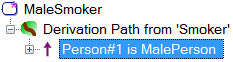 MaleSmoker
Derivation Path from 'Smoker'
Person#1 is MalePerson